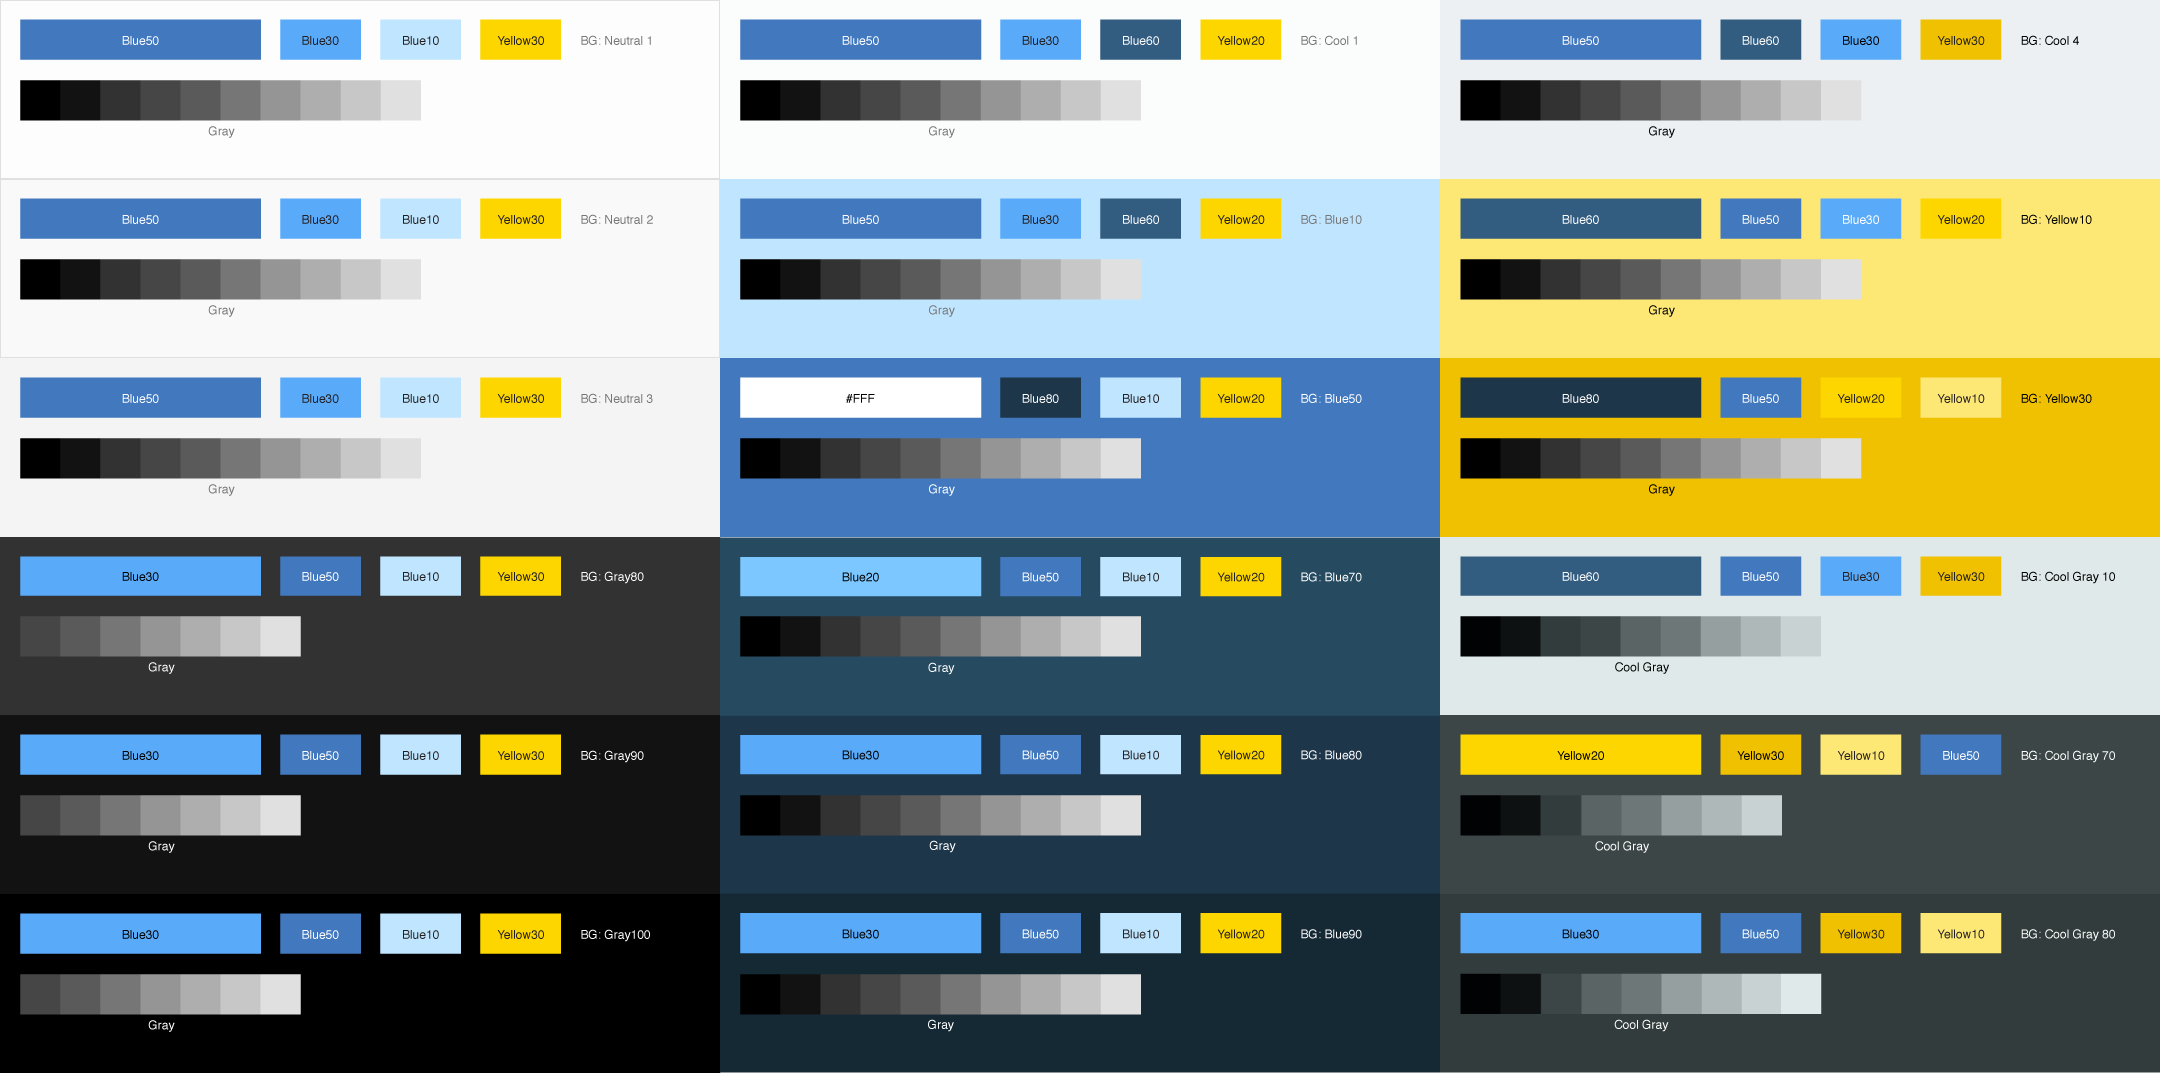 Blue50 Blue30 Blue10 Yellow30 BG: Neutral 1
Gray
Blue50 Blue30 Blue60 Yellow20 BG: Cool 1
Gray
Blue50 Blue60 Blue30 Yellow30 BG: Cool 4
Gray
Blue50 Blue30 Blue10 Yellow30 BG: Neutral 2
Gray
Blue50 Blue30 Blue60 Yellow20 BG: Blue10
Gray
Blue60 Blue50 Blue30 Yellow20 BG: Yellow10
Gray
Blue50 Blue30 Blue10 Yellow30 BG: Neutral 3
Gray
#FFF Blue80 Blue10 Yellow20 BG: Blue50
Gray
Blue80 Blue50 Yellow20 Yellow10 BG: Yellow30
Gray
Blue30 Blue50 Blue10 Yellow30 BG: Gray80
Gray
Blue20 Blue50 Blue10 Yellow20 BG: Blue70
Gray
Blue60 Blue50 Blue30 Yellow30 BG: Cool Gray 10
Cool Gray
Blue30 Blue50 Blue10 Yellow30 BG: Gray90
Gray
Blue30 Blue50 Blue10 Yellow20 BG: Blue80
Gray
Yellow20 Yellow30 Yellow10 Blue50 BG: Cool Gray 70
Cool Gray
Blue30 Blue50 Blue10 Yellow30 BG: Gray100
Gray
Blue30 Blue50 Blue10 Yellow20 BG: Blue90
Gray
Blue30 Blue50 Yellow30 Yellow10 BG: Cool Gray 80
Cool Gray